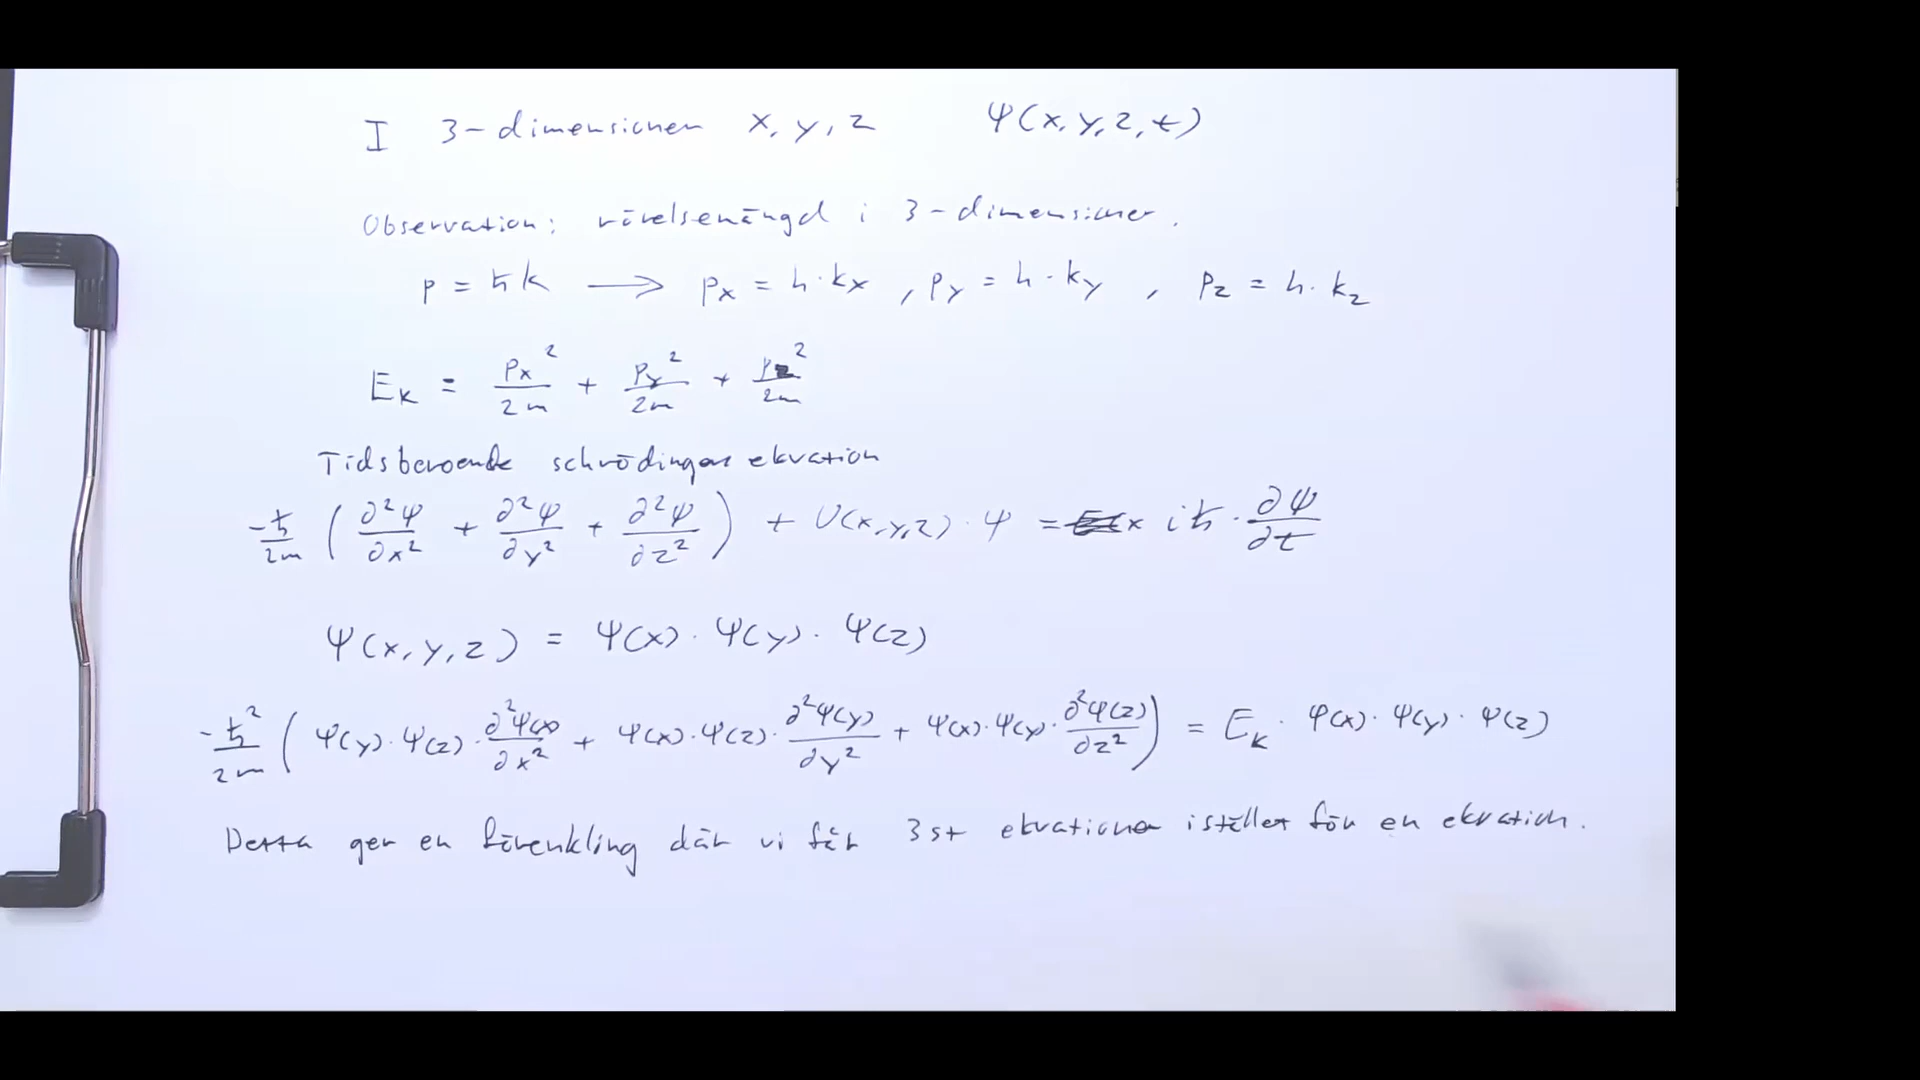 I 3-dimensioner x, y, z ψ(x, y, z, t)
Observation: rörelsemängd i 3-dimensioner.
p = ħk → px = h·kx , py = h·ky , pz = h·kz
Ek = px²/2m + py²/2m + pz²/2m
Tidsberoende schrödingers ekvation
-ħ/2m ( ∂²ψ/∂x² + ∂²ψ/∂y² + ∂²ψ/∂z² ) + U(x,y,z)·ψ = iħ·∂ψ/∂t
ψ(x, y, z) = ψ(x)·ψ(y)·ψ(z)
-ħ²/2m ( ψ(y)·ψ(z)·∂²ψ(x)/∂x² + ψ(x)·ψ(z)·∂²ψ(y)/∂y² + ψ(x)·ψ(y)·∂²ψ(z)/∂z² ) = Ek·ψ(x)·ψ(y)·ψ(z)
Detta ger en förenkling där vi får 3st ekvationer istället för en ekvation.